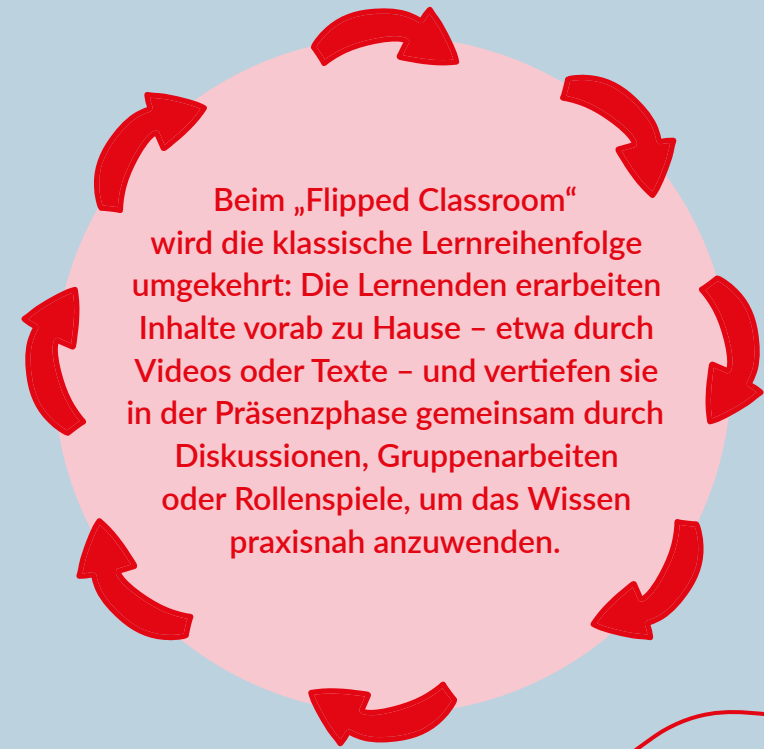 Beim „Flipped Classroom“
wird die klassische Lernreihenfolge
umgekehrt: Die Lernenden erarbeiten
Inhalte vorab zu Hause – etwa durch
Videos oder Texte – und vertiefen sie
in der Präsenzphase gemeinsam durch
Diskussionen, Gruppenarbeiten
oder Rollenspiele, um das Wissen
praxisnah anzuwenden.